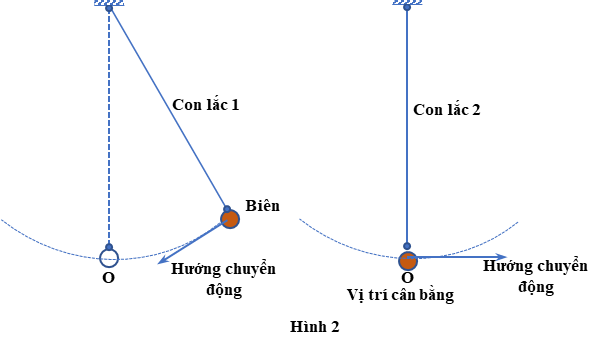 Con lắc 1
Con lắc 2
Biên
Hướng chuyển
động
O
Hướng chuyển
động
O
Vị trí cân bằng
Hình 2